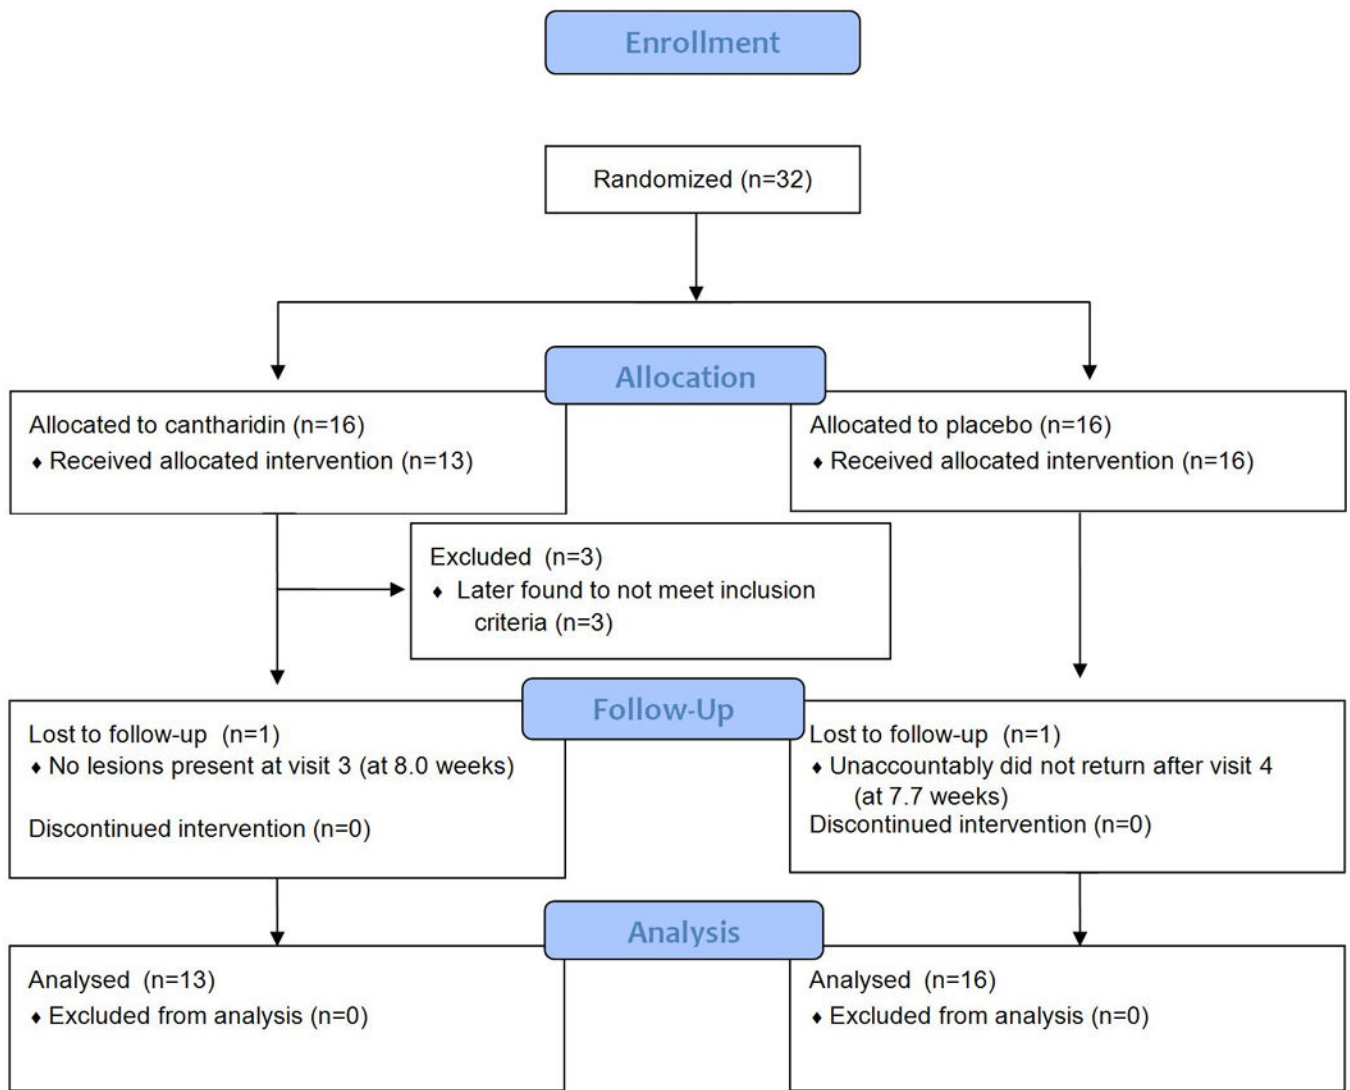 Enrollment
Randomized (n=32)
Allocation
Allocated to cantharidin (n=16)
♦ Received allocated intervention (n=13)
Allocated to placebo (n=16)
♦ Received allocated intervention (n=16)
Excluded (n=3)
♦ Later found to not meet inclusion
criteria (n=3)
Follow-Up
Lost to follow-up (n=1)
♦ No lesions present at visit 3 (at 8.0 weeks)
Discontinued intervention (n=0)
Lost to follow-up (n=1)
♦ Unaccountably did not return after visit 4
(at 7.7 weeks)
Discontinued intervention (n=0)
Analysis
Analysed (n=13)
♦ Excluded from analysis (n=0)
Analysed (n=16)
♦ Excluded from analysis (n=0)